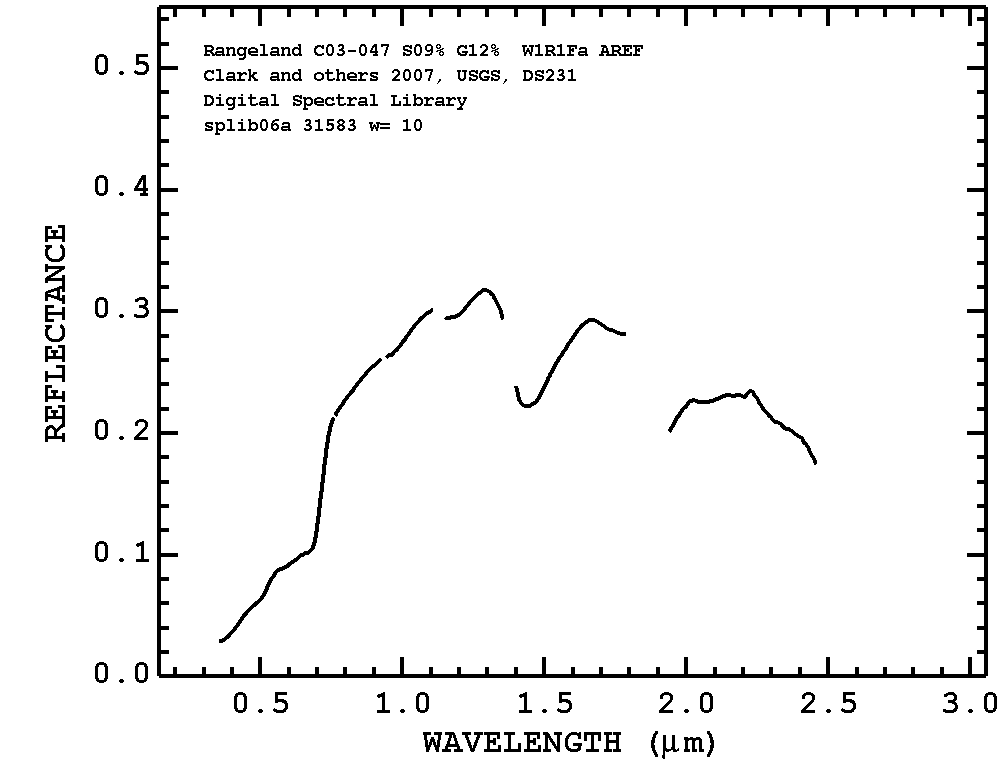 Rangeland C03-047 S09% G12%  W1R1Fa AREF
Clark and others 2007, USGS, DS231
Digital Spectral Library
splib06a 31583 w= 10
0.5
0.4
0.3
0.2
0.1
0.0
REFLECTANCE
0.5 1.0 1.5 2.0 2.5 3.0
WAVELENGTH (μm)